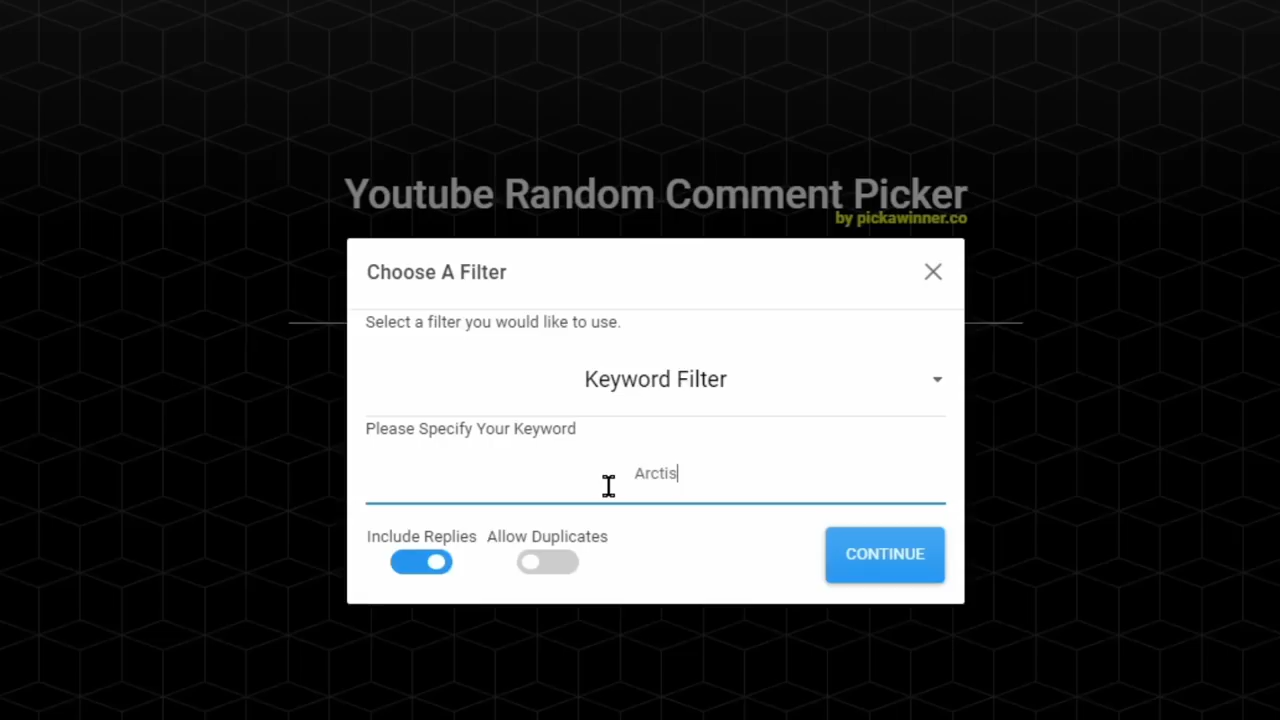 Youtube Random Comment Picker
by pickawinner.co
Choose A Filter
Select a filter you would like to use.
Keyword Filter
Please Specify Your Keyword
Arctis
Include Replies Allow Duplicates
CONTINUE